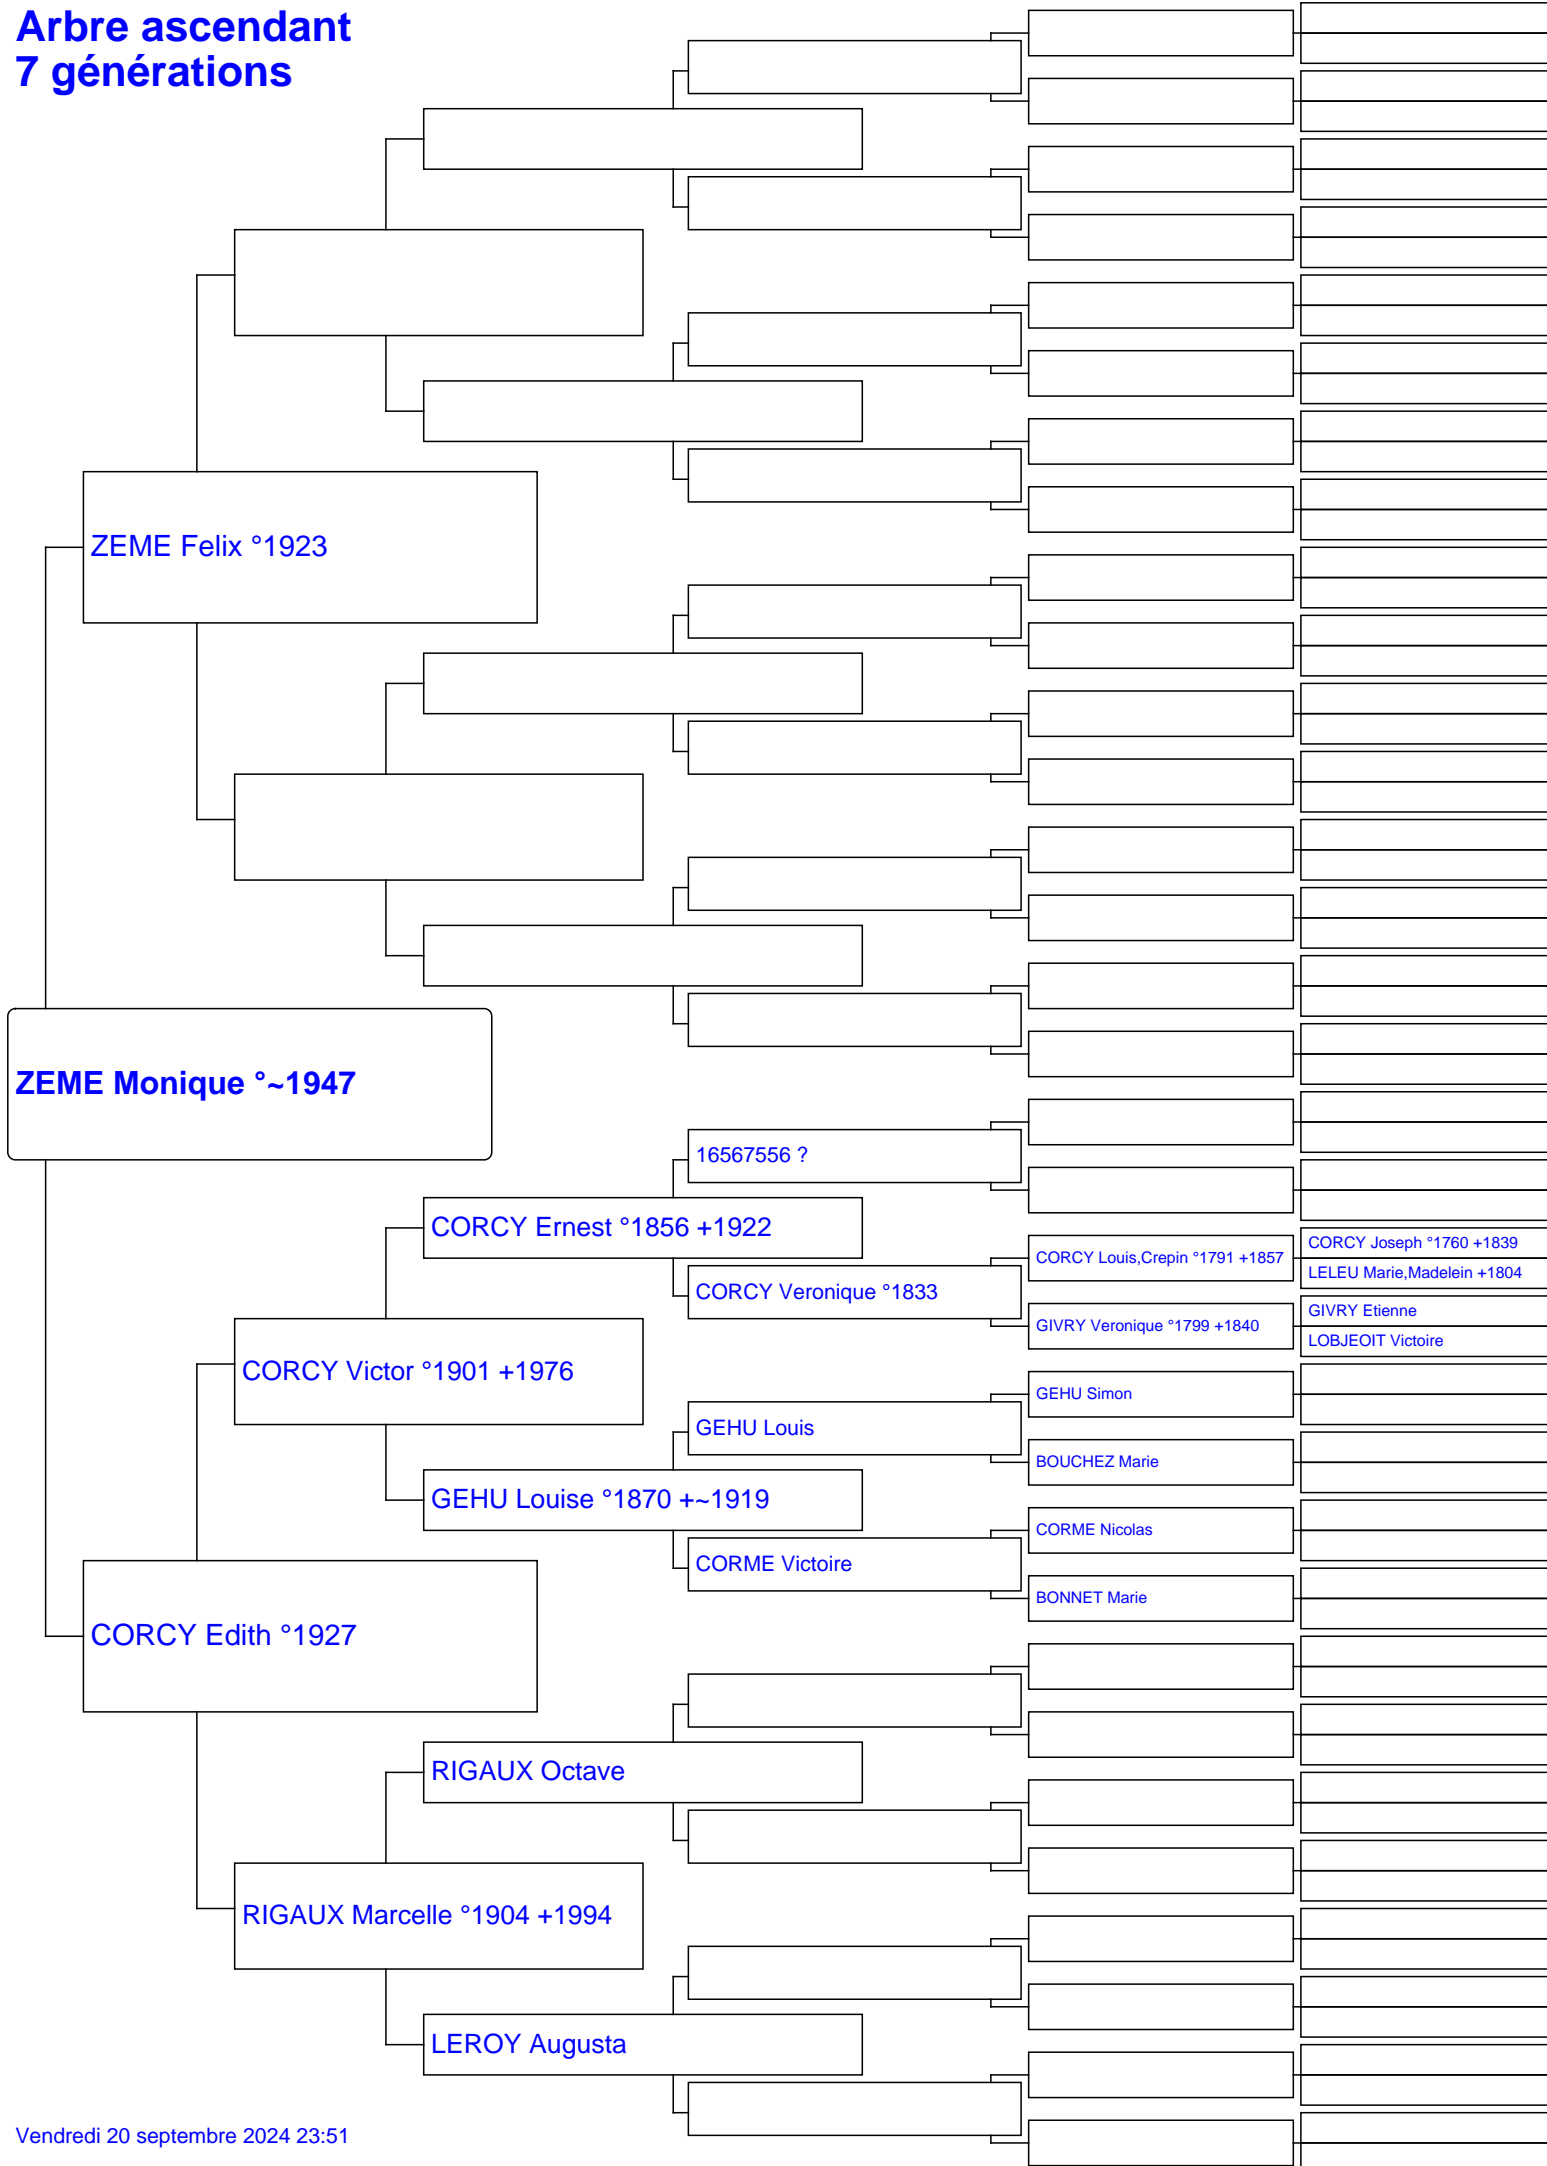 Arbre ascendant
7 générations
ZEME Felix °1923
ZEME Monique °~1947
16567556 ?
CORCY Ernest °1856 +1922
CORCY Joseph °1760 +1839
CORCY Louis,Crepin °1791 +1857
LELEU Marie,Madelein +1804
CORCY Veronique °1833
GIVRY Etienne
GIVRY Veronique °1799 +1840
LOBJEOIT Victoire
CORCY Victor °1901 +1976
GEHU Simon
GEHU Louis
BOUCHEZ Marie
GEHU Louise °1870 +~1919
CORME Nicolas
CORME Victoire
BONNET Marie
CORCY Edith °1927
RIGAUX Octave
RIGAUX Marcelle °1904 +1994
LEROY Augusta
Vendredi 20 septembre 2024 23:51